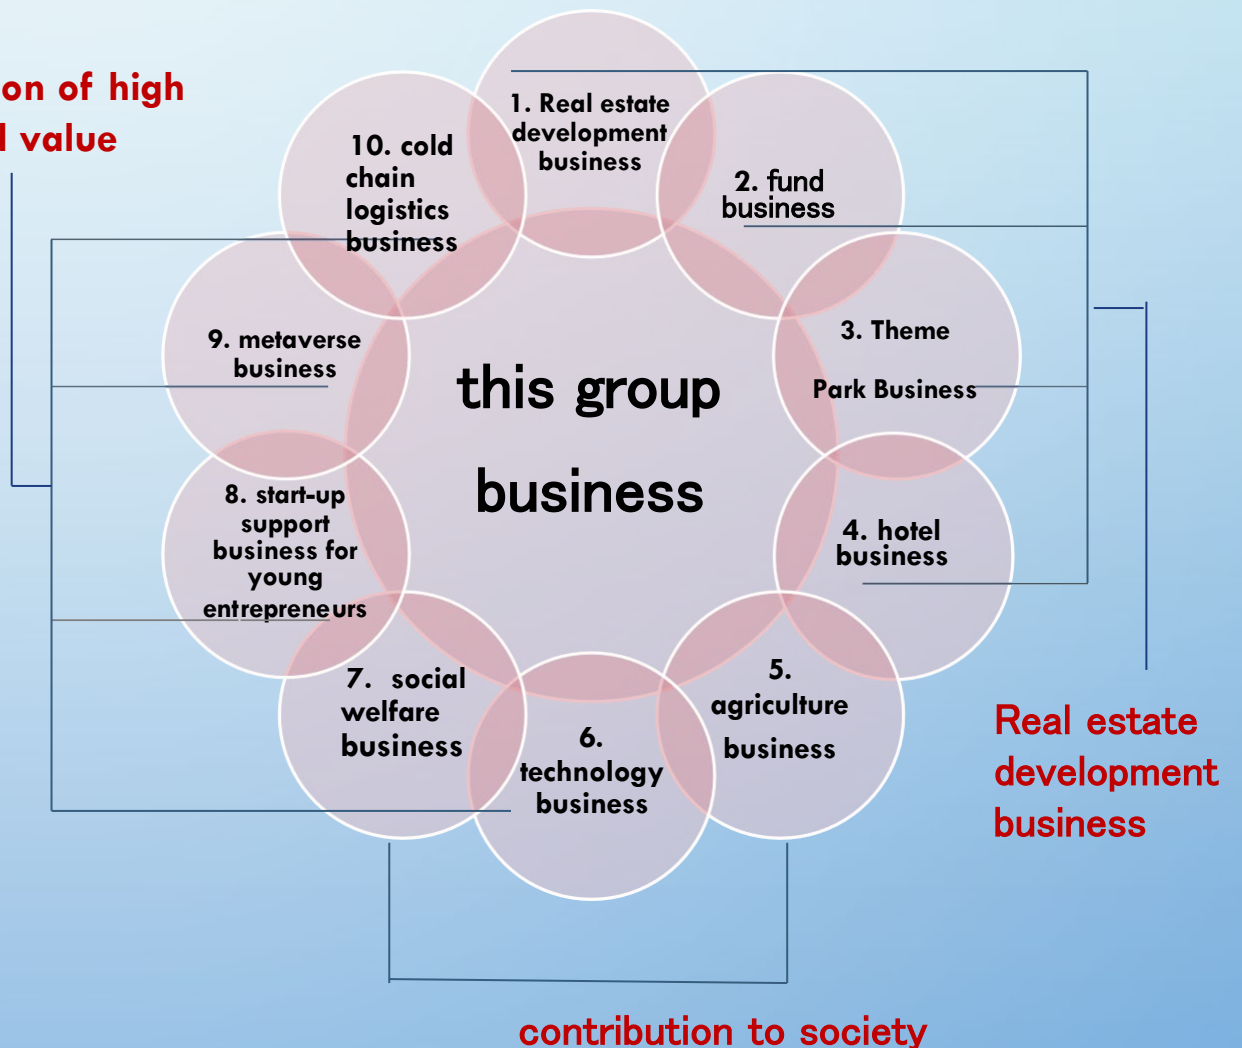 of high
value
1. Real estate
development
business
2. fund
business
3. Theme
Park Business
4. hotel
business
5.
agriculture
business
6.
technology
business
7. social
welfare
business
8. start-up
support
business for
young
entrepreneurs
9. metaverse
business
10. cold
chain
logistics
business
this group
business
Real estate
development
business
contribution to society